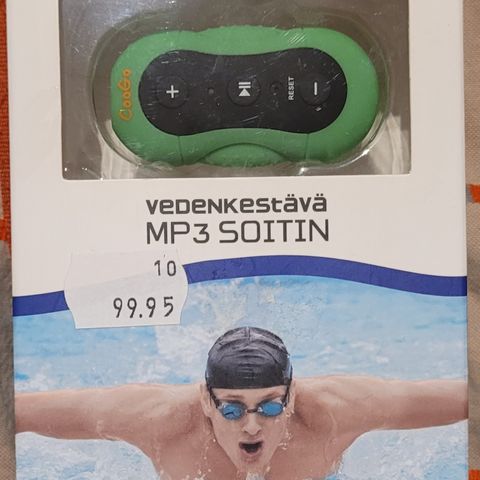 CooGo
+
RESET
−
vedenkestävä
MP3 SOITIN
10
99.95